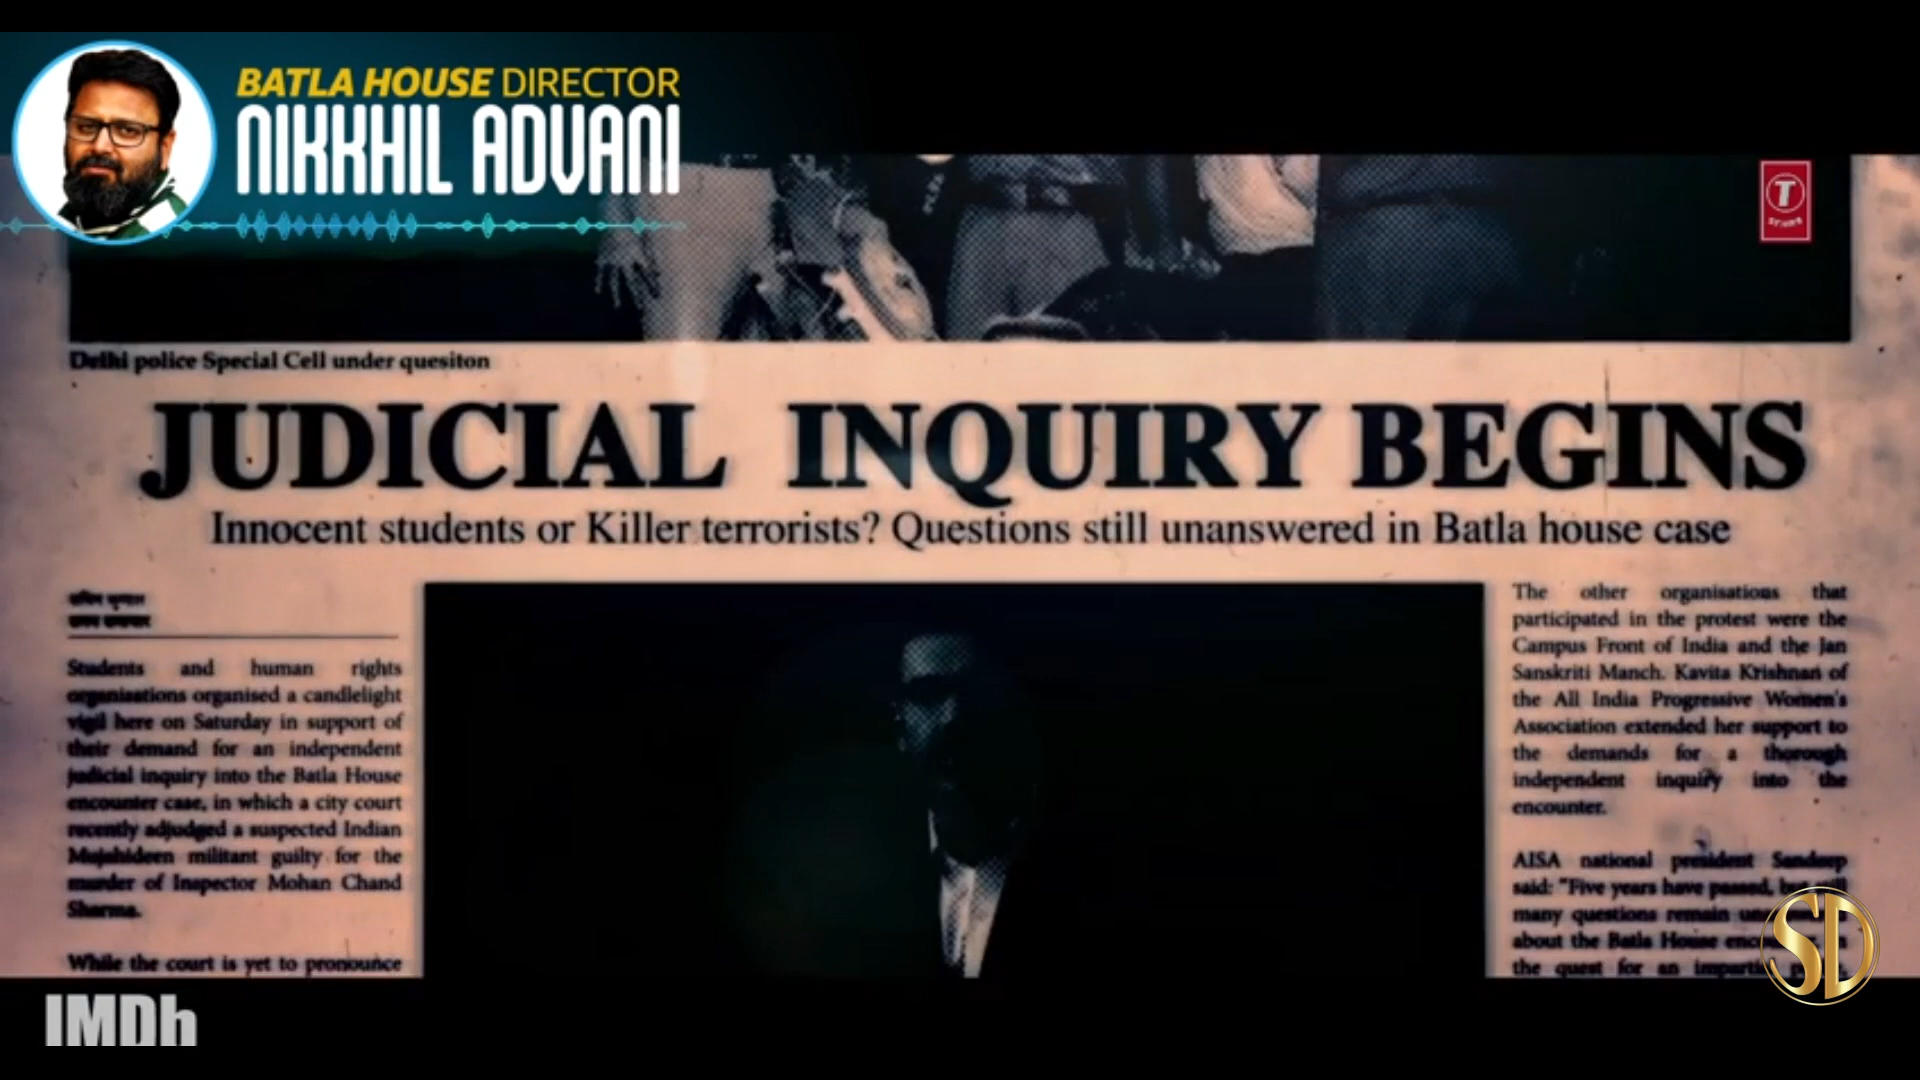 BATLA HOUSE DIRECTOR
NIKKHIL ADVANI
T
SERIES
Delhi police Special Cell under quesiton
JUDICIAL INQUIRY BEGINS
Innocent students or Killer terrorists? Questions still unanswered in Batla house case
Students and human rights
organisations organised a candlelight
vigil here on Saturday in support of
their demand for an independent
judicial inquiry into the Batla House
encounter case, in which a city court
recently adjudged a suspected Indian
Mujahideen militant guilty for the
murder of Inspector Mohan Chand
Sharma.
While the court is yet to pronounce
The other organisations that
participated in the protest were the
Campus Front of India and the Jan
Sanskriti Manch. Kavita Krishnan of
the All India Progressive Women's
Association extended her support to
the demands for a thorough
independent inquiry into the
encounter.
AISA national president Sandeep
said: "Five years have passed, but still
many questions remain
about the Batla House
the quest for an
SD
IMDb